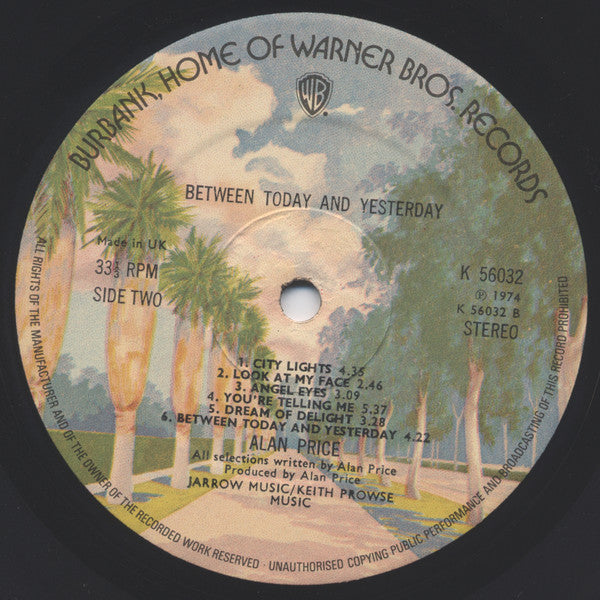 BURBANK, HOME OF WARNER BROS. RECORDS
WB
BETWEEN TODAY AND YESTERDAY
Made in UK
33⅓ RPM
SIDE TWO
K 56032
℗ 1974
K 56032 B
STEREO
1. CITY LIGHTS 4.35
2. LOOK AT MY FACE 2.46
3. ANGEL EYES 3.09
4. YOU'RE TELLING ME 5.37
5. DREAM OF DELIGHT 3.28
6. BETWEEN TODAY AND YESTERDAY 4.22
ALAN PRICE
All selections written by Alan Price
Produced by Alan Price
JARROW MUSIC/KEITH PROWSE
MUSIC
ALL RIGHTS OF THE MANUFACTURER AND OF THE OWNER OF THE RECORDED WORK RESERVED · UNAUTHORISED COPYING PUBLIC PERFORMANCE AND BROADCASTING OF THIS RECORD PROHIBITED